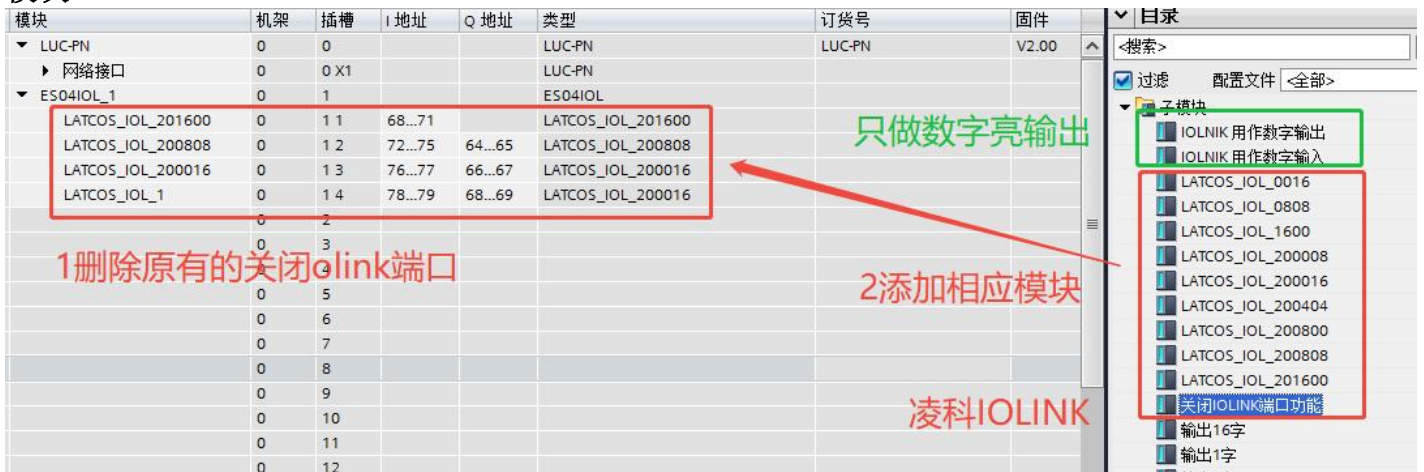 模块 机架 插槽 I 地址 Q 地址 类型 订货号 固件
LUC-PN 0 0 LUC-PN LUC-PN V2.00
网络接口 0 0 X1 LUC-PN
ES04IOL_1 0 1 ES04IOL
LATCOS_IOL_201600 0 1 1 68...71 LATCOS_IOL_201600
LATCOS_IOL_200808 0 1 2 72...75 64...65 LATCOS_IOL_200808
LATCOS_IOL_200016 0 1 3 76...77 66...67 LATCOS_IOL_200016
LATCOS_IOL_1 0 1 4 78...79 68...69 LATCOS_IOL_200016
0 2
0 3
0 4
0 5
0 6
0 7
0 8
0 9
0 10
0 11
0 12
1删除原有的关闭olink端口
只做数字亮输出
2添加相应模块
凌科IOLINK
目录
<搜索>
过滤 配置文件 <全部>
子模块
IOLNIK 用作数字输出
IOLNIK 用作数字输入
LATCOS_IOL_0016
LATCOS_IOL_0808
LATCOS_IOL_1600
LATCOS_IOL_200008
LATCOS_IOL_200016
LATCOS_IOL_200404
LATCOS_IOL_200800
LATCOS_IOL_200808
LATCOS_IOL_201600
关闭IOLINK端口功能
输出16字
输出1字